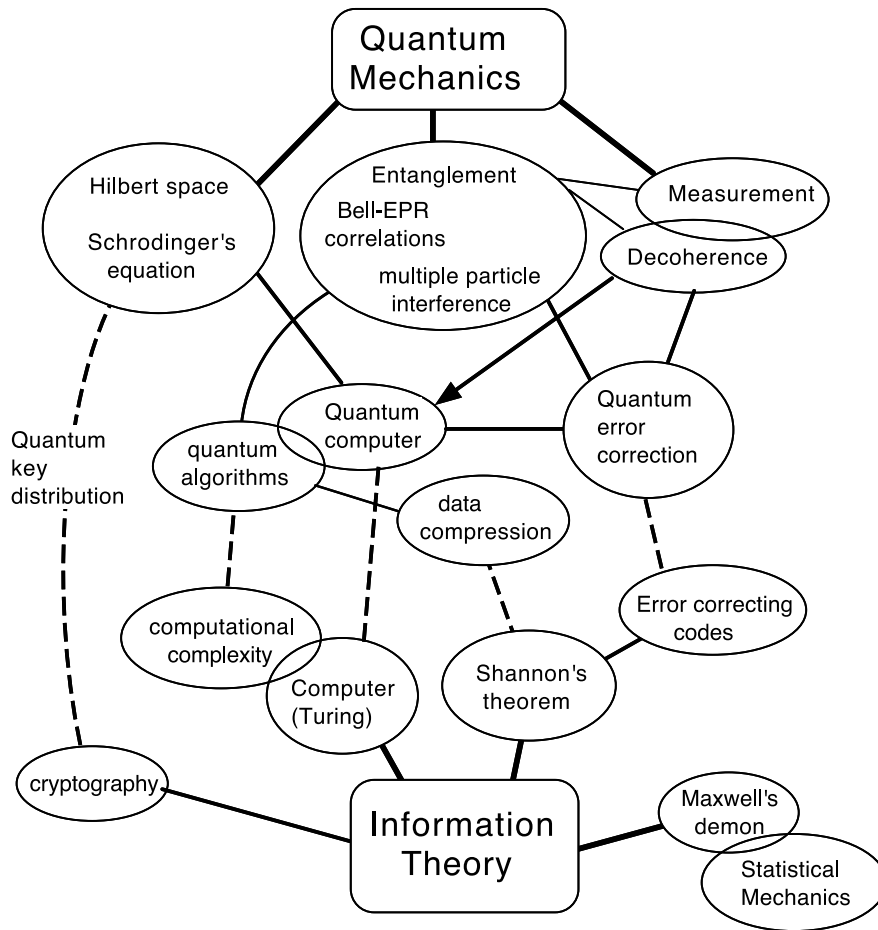 Quantum
Mechanics
Hilbert space
Schrodinger's
equation
Entanglement
Bell-EPR
correlations
multiple particle
interference
Measurement
Decoherence
Quantum
computer
quantum
algorithms
Quantum
error
correction
Quantum
key
distribution
data
compression
computational
complexity
Computer
(Turing)
Shannon's
theorem
Error correcting
codes
cryptography
Information
Theory
Maxwell's
demon
Statistical
Mechanics